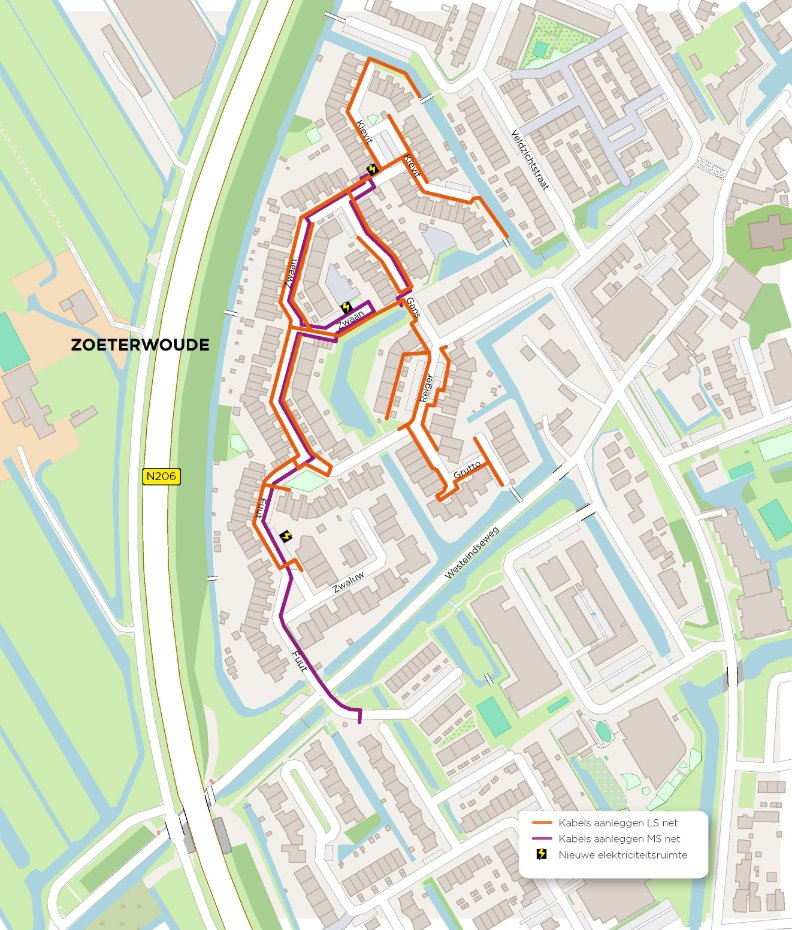 Kievit
Veldzichtstraat
Kievit
Zwaan
Gans
Zwaan
ZOETERWOUDE
Reiger
N206
Grutto
Fuut
Westeindseweg
Zwaluw
Fuut
Kabels aanleggen LS net
Kabels aanleggen MS net
Nieuwe elektriciteitsruimte